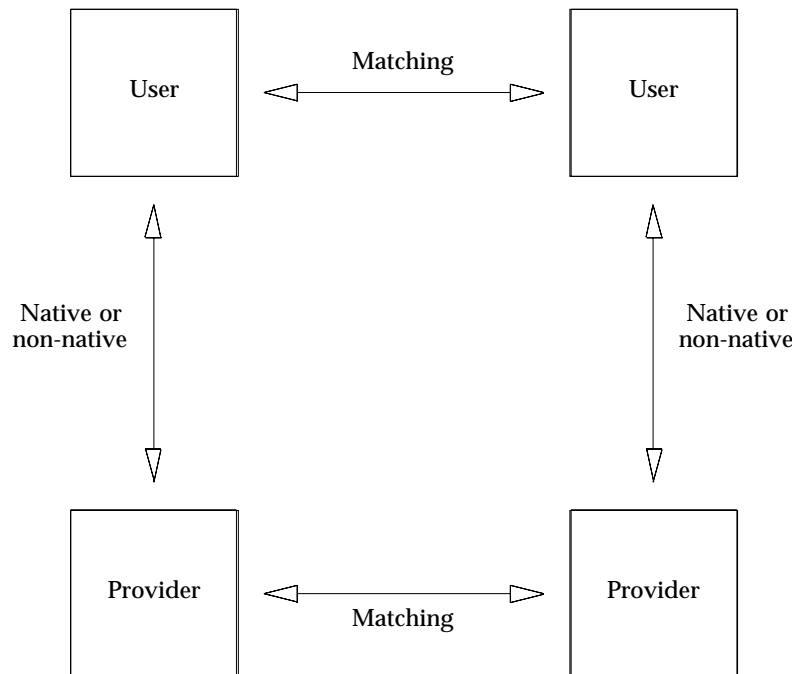 Matching
User
User
Native or
non-native
Native or
non-native
Provider
Provider
Matching